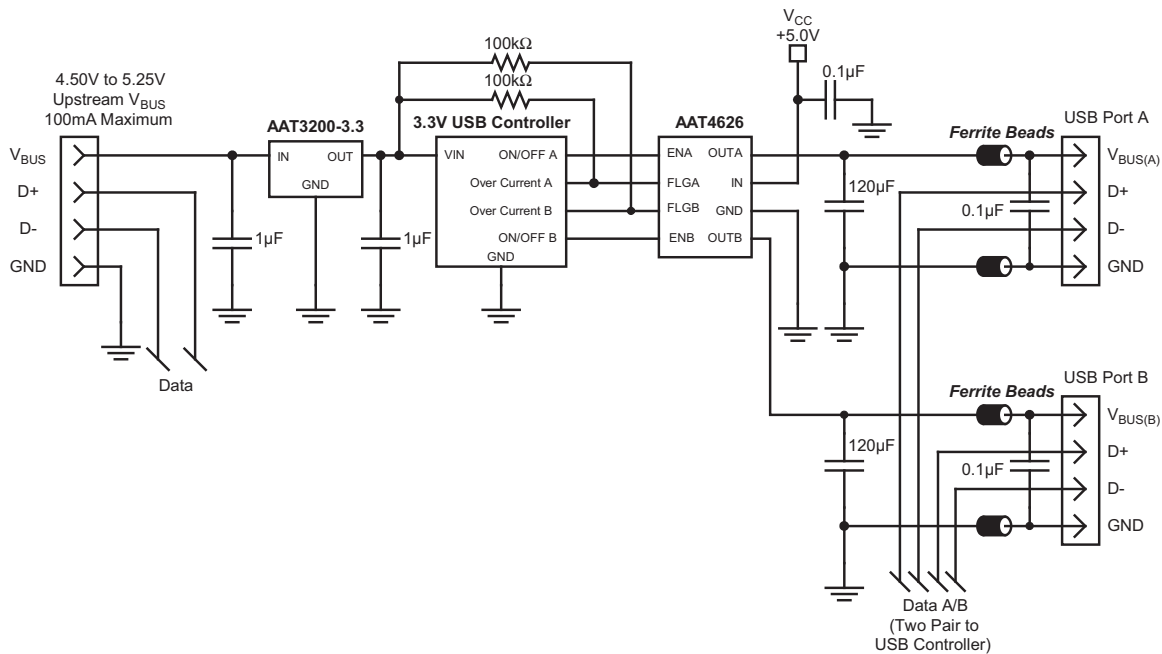 4.50V to 5.25V
Upstream VBUS
100mA Maximum
VBUS
D+
D-
GND
Data
1µF
AAT3200-3.3
IN
OUT
GND
1µF
100kΩ
100kΩ
3.3V USB Controller
VIN
ON/OFF A
Over Current A
Over Current B
ON/OFF B
GND
AAT4626
ENA
OUTA
FLGA
IN
FLGB
GND
ENB
OUTB
VCC
+5.0V
0.1µF
120µF
Ferrite Beads
0.1µF
USB Port A
VBUS(A)
D+
D-
GND
120µF
Ferrite Beads
0.1µF
USB Port B
VBUS(B)
D+
D-
GND
Data A/B
(Two Pair to
USB Controller)